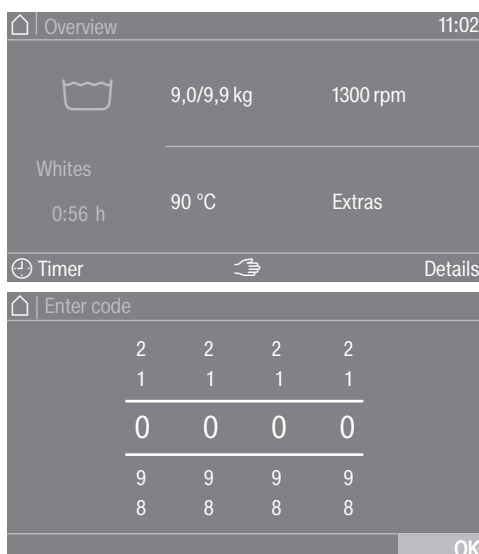 Overview 11:02
9,0/9,9 kg 1300 rpm
Whites
0:56 h
90 °C Extras
Timer Details
Enter code
2 2 2 2
1 1 1 1
0 0 0 0
9 9 9 9
8 8 8 8
OK